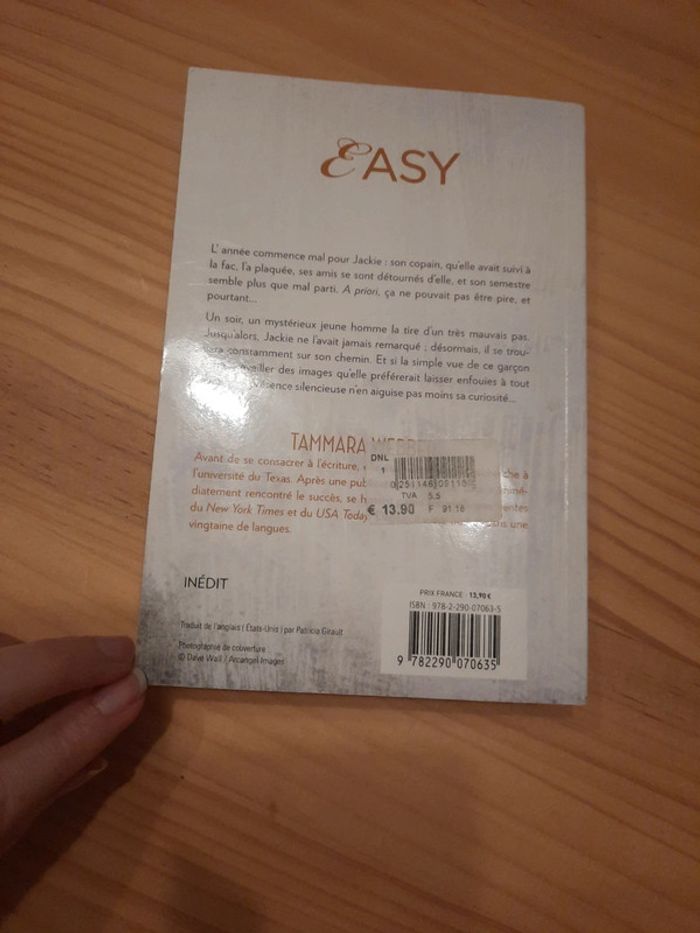 EASY
L'année commence mal pour Jackie : son copain, qu'elle avait suivi à
la fac, l'a plaquée, ses amis se sont détournés d'elle, et son semestre
semble plus que mal parti. A priori, ça ne pouvait pas être pire, et
pourtant...
Un soir, un mystérieux jeune homme la tire d'un très mauvais pas.
Jusqu'alors, Jackie ne l'avait jamais remarqué ; désormais, il se trou-
constamment sur son chemin. Et si la simple vue de ce garçon
des images qu'elle préférerait laisser enfouies à tout
silencieuse n'en aiguise pas moins sa curiosité...
TAMMARA
Avant de se consacrer à l'écriture, à
l'université du Texas. Après une
diatement rencontré le succès, se
du New York Times et du USA Today une
vingtaine de langues.
DNL
1
0251146091105
TVA 5.5
€ 13.90 F 91.18
INÉDIT
Traduit de l'anglais (États-Unis) par Patricia Girault
Photographie de couverture :
© Dave Wall / Arcangel Images
PRIX FRANCE : 13,90 €
ISBN : 978-2-290-07063-5
9 782290 070635